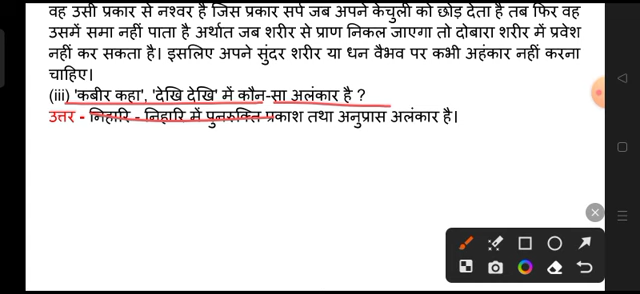 वह उसी प्रकार से नश्वर है जिस प्रकार सर्प जब अपने केंचुली को छोड़ देता है तब फिर वह
उसमें समा नहीं पाता है अर्थात जब शरीर से प्राण निकल जाएगा तो दोबारा शरीर में प्रवेश
नहीं कर सकता है। इसलिए अपने सुंदर शरीर या धन वैभव पर कभी अहंकार नहीं करना
चाहिए।
(iii) 'कबीर कहा', 'देखि देखि' में कौन-सा अलंकार है ?
उत्तर - निहारि - निहारि में पुनरुक्ति प्रकाश तथा अनुप्रास अलंकार है।